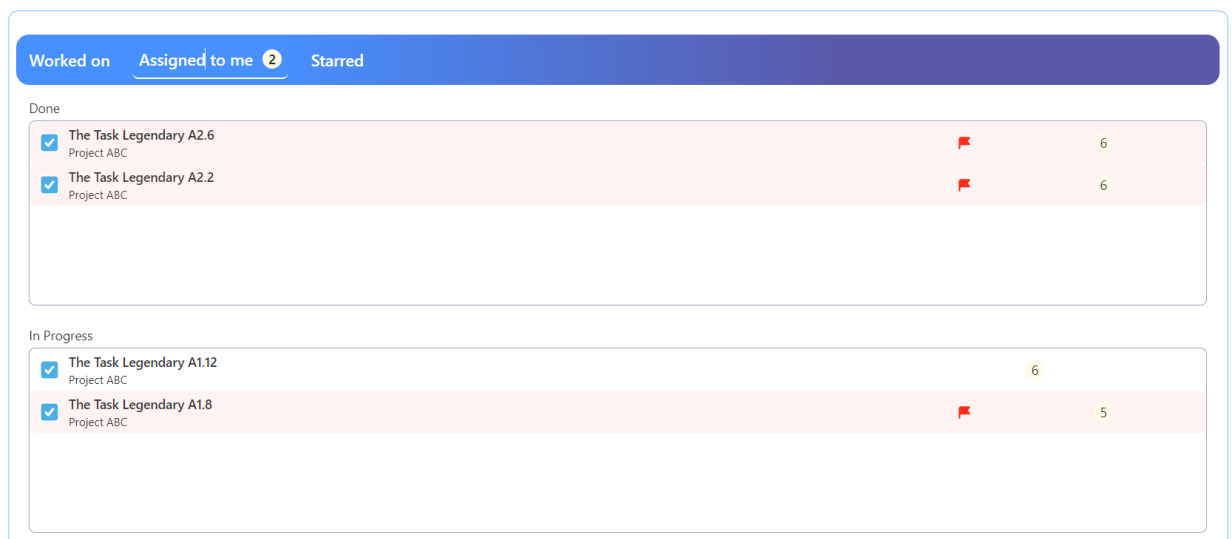 Worked on Assigned to me 2 Starred
Done
The Task Legendary A2.6
Project ABC
6
The Task Legendary A2.2
Project ABC
6
In Progress
The Task Legendary A1.12
Project ABC
6
The Task Legendary A1.8
Project ABC
5